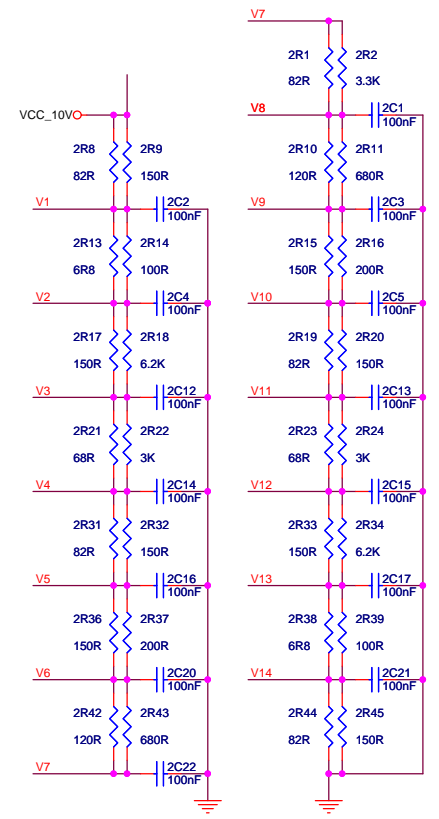 V7
2R1 2R2
82R 3.3K
VCC_10V
V8 2C1
100nF
2R8 2R9
82R 150R
2R10 2R11
120R 680R
V1 2C2
100nF
V9 2C3
100nF
2R13 2R14
6R8 100R
2R15 2R16
150R 200R
V2 2C4
100nF
V10 2C5
100nF
2R17 2R18
150R 6.2K
2R19 2R20
82R 150R
V3 2C12
100nF
V11 2C13
100nF
2R21 2R22
68R 3K
2R23 2R24
68R 3K
V4 2C14
100nF
V12 2C15
100nF
2R31 2R32
82R 150R
2R33 2R34
150R 6.2K
V5 2C16
100nF
V13 2C17
100nF
2R36 2R37
150R 200R
2R38 2R39
6R8 100R
V6 2C20
100nF
V14 2C21
100nF
2R42 2R43
120R 680R
2R44 2R45
82R 150R
V7 2C22
100nF